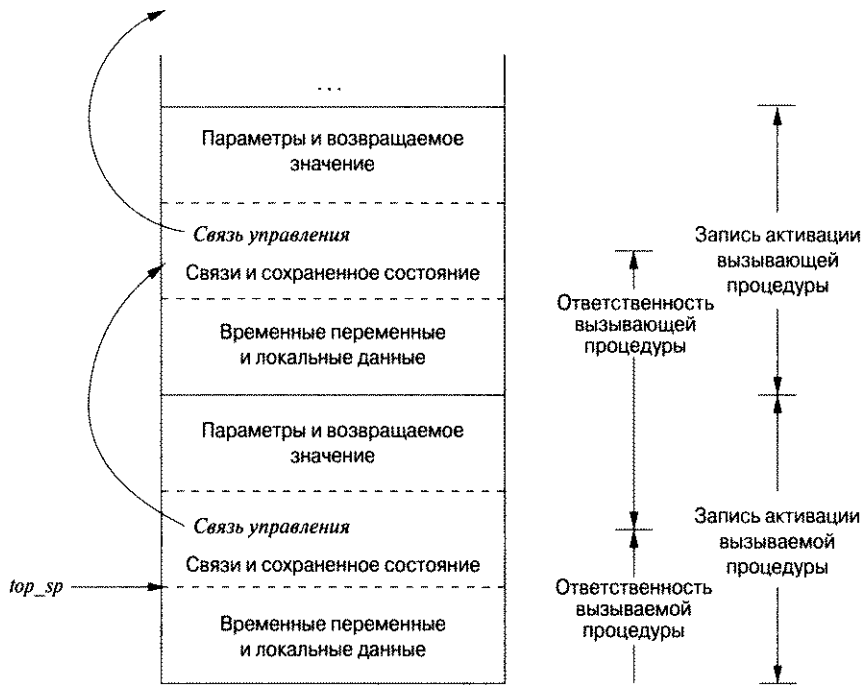 ...
Параметры и возвращаемое
значение
Связь управления
Связи и сохраненное состояние
Временные переменные
и локальные данные
Параметры и возвращаемое
значение
Связь управления
Связи и сохраненное состояние
top_sp
Временные переменные
и локальные данные
Ответственность
вызывающей
процедуры
Ответственность
вызываемой
процедуры
Запись активации
вызывающей
процедуры
Запись активации
вызываемой
процедуры